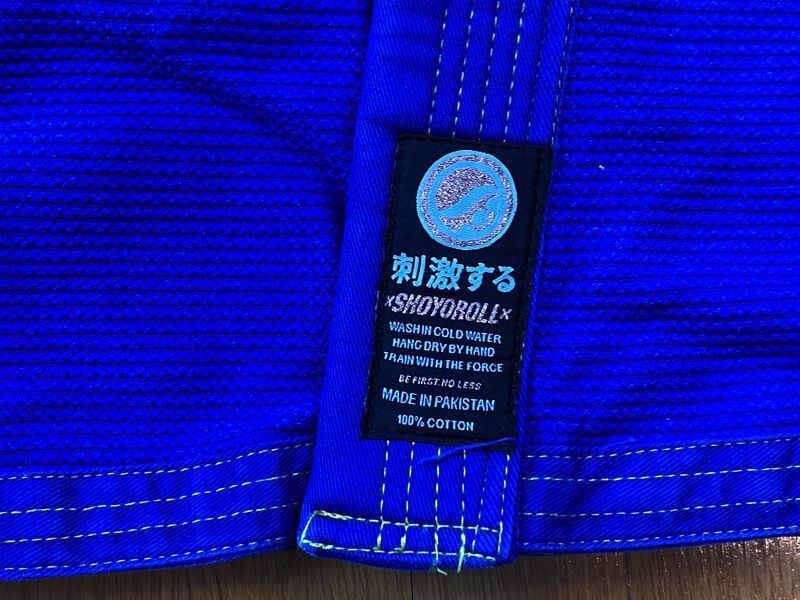 刺激する
×SHOYOROLL×
WASH IN COLD WATER
HANG DRY BY HAND
TRAIN WITH THE FORCE
BE FIRST. NO LESS
MADE IN PAKISTAN
100% COTTON